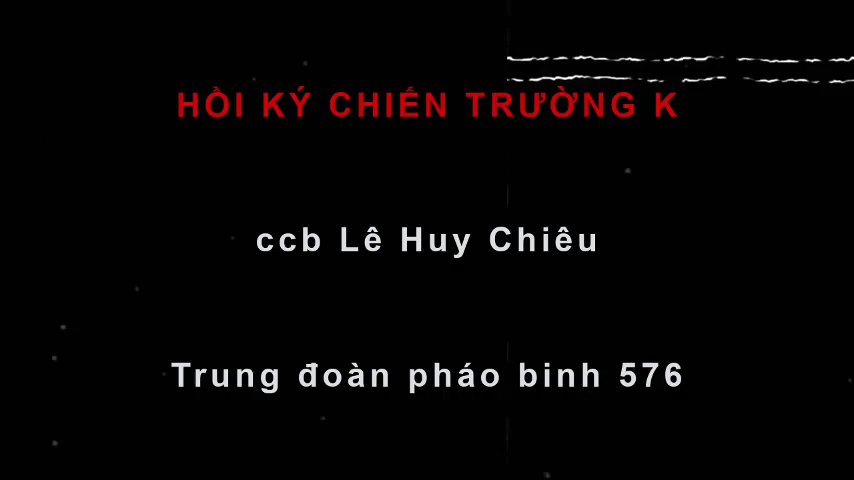 HỒI KÝ CHIẾN TRƯỜNG K
ccb Lê Huy Chiêu
Trung đoàn pháo binh 576